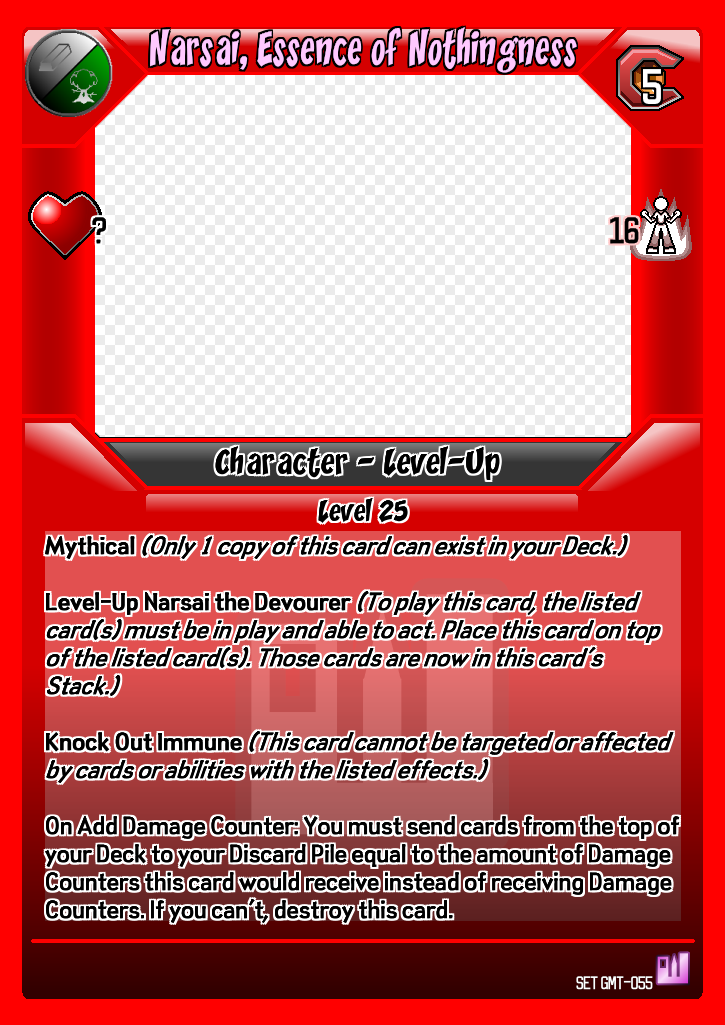 Narsai, Essence of Nothingness
5
?
16
Character - Level-Up
Level 25
Mythical (Only 1 copy of this card can exist in your Deck.)
Level-Up Narsai the Devourer (To play this card, the listed
card(s) must be in play and able to act. Place this card on top
of the listed card(s). Those cards are now in this card's
Stack.)
Knock Out Immune (This card cannot be targeted or affected
by cards or abilities with the listed effects.)
On Add Damage Counter: You must send cards from the top of
your Deck to your Discard Pile equal to the amount of Damage
Counters this card would receive instead of receiving Damage
Counters. If you can't, destroy this card.
SET GMT-055